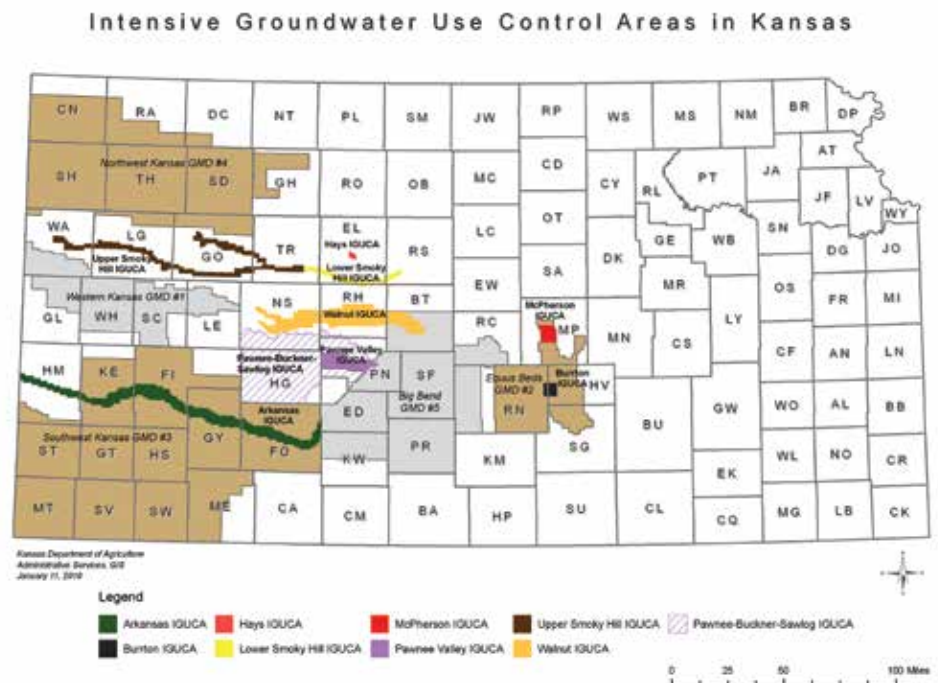 Intensive Groundwater Use Control Areas in Kansas
CN RA DC NT PL SM JW RP WS MS NM BR DP
Northwest Kansas GMD #4
SH TH SD GH RO OB MC CD CY RL PT JA AT
JF LV WY
WA LG GO TR EL RS LC OT DK GE WB SN DG JO
Hays IGUCA
Upper Smoky
Hill IGUCA
Lower Smoky
Hill IGUCA
EW SA MR OS FR MI
Western Kansas GMD #1
GL WH SC LE NS RH BT RC MN CS LY
Walnut IGUCA
McPherson
IGUCA
MP
HM KE FI
Pawnee-Buckner-
Sawlog IGUCA
HG
Pawnee Valley
IGUCA
PN SF
Big Bend
GMD #5
Equus Beds
GMD #2
RN
Burrton
IGUCA
HV CF AN LN
Arkansas
IGUCA
GY FO ED PR SG BU GW WO AL BB
Southwest Kansas GMD #3
ST GT HS KW KM EK WL NO CR
MT SV SW ME CA CM BA HP SU CL CQ MG LB CK
Kansas Department of Agriculture
Administrative Services, GIS
Legend
Arkansas IGUCA Hays IGUCA McPherson IGUCA Upper Smoky Hill IGUCA Pawnee-Buckner-Sawlog IGUCA
Burrton IGUCA Lower Smoky Hill IGUCA Pawnee Valley IGUCA Walnut IGUCA
0 25 50 100 Miles